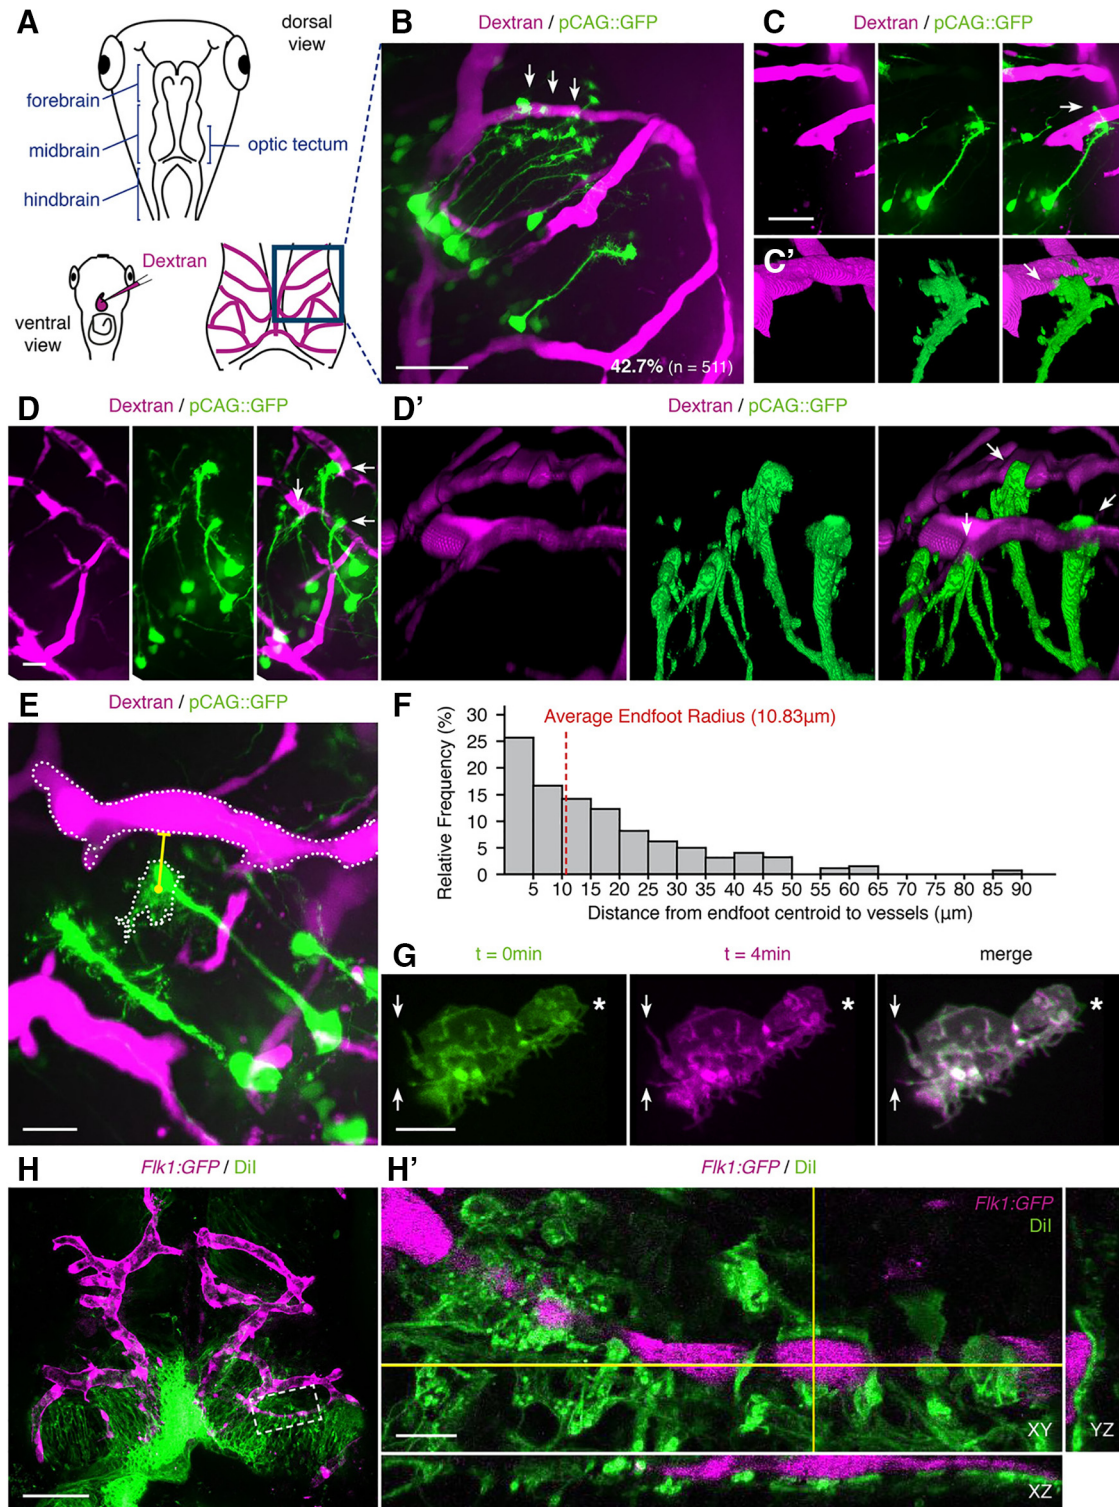 A
dorsal
view
forebrain
midbrain
optic tectum
hindbrain
Dextran
ventral
view
B
Dextran / pCAG::GFP
42.7% (n = 511)
C
Dextran / pCAG::GFP
C'
D
Dextran / pCAG::GFP
D'
Dextran / pCAG::GFP
E
Dextran / pCAG::GFP
F
Relative Frequency (%)
30
25
20
15
10
5
0
Average Endfoot Radius (10.83µm)
5 10 15 20 25 30 35 40 45 50 55 60 65 70 75 80 85 90
Distance from endfoot centroid to vessels (µm)
G
t = 0min
t = 4min
merge
*
*
*
H
Flk1:GFP / DiI
H'
Flk1:GFP / DiI
Flk1:GFP
DiI
XY
YZ
XZ